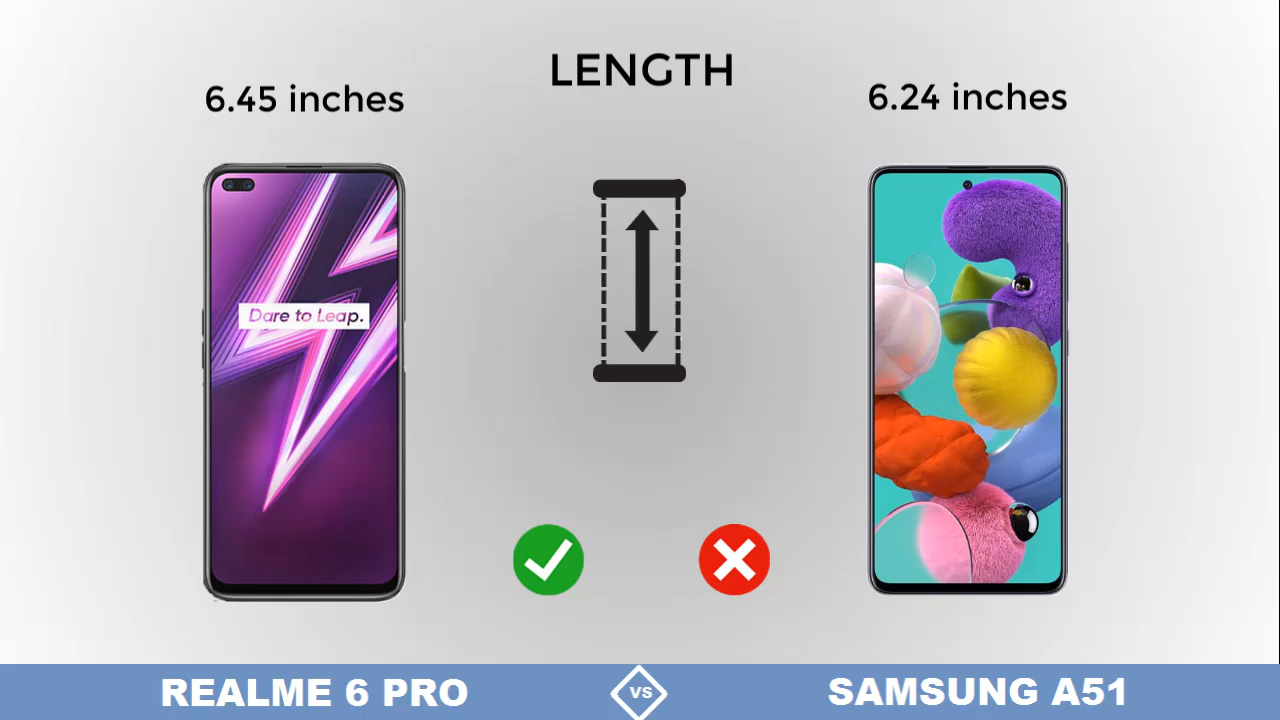 LENGTH
6.45 inches
6.24 inches
Dare to Leap.
REALME 6 PRO
VS
SAMSUNG A51